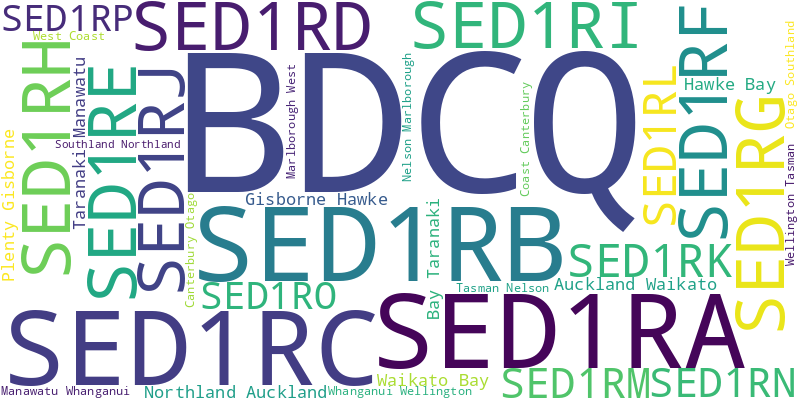 SED1RP
SED1RD
SED1RI
West Coast
SED1RH
Taranaki Manawatu
SED1RE
SED1RJ
Southland Northland
BDCQ
Marlborough West
Nelson Marlborough
Coast Canterbury
SED1RL
SED1RF
Hawke Bay
SED1RG
Otago Southland
Wellington Tasman
Plenty Gisborne
Canterbury Otago
Gisborne Hawke
SED1RB
Bay Taranaki
SED1RK
SED1RO
Tasman Nelson
Auckland Waikato
SED1RC
SED1RA
Manawatu Whanganui
Northland Auckland
Whanganui Wellington
Waikato Bay
SED1RM
SED1RN